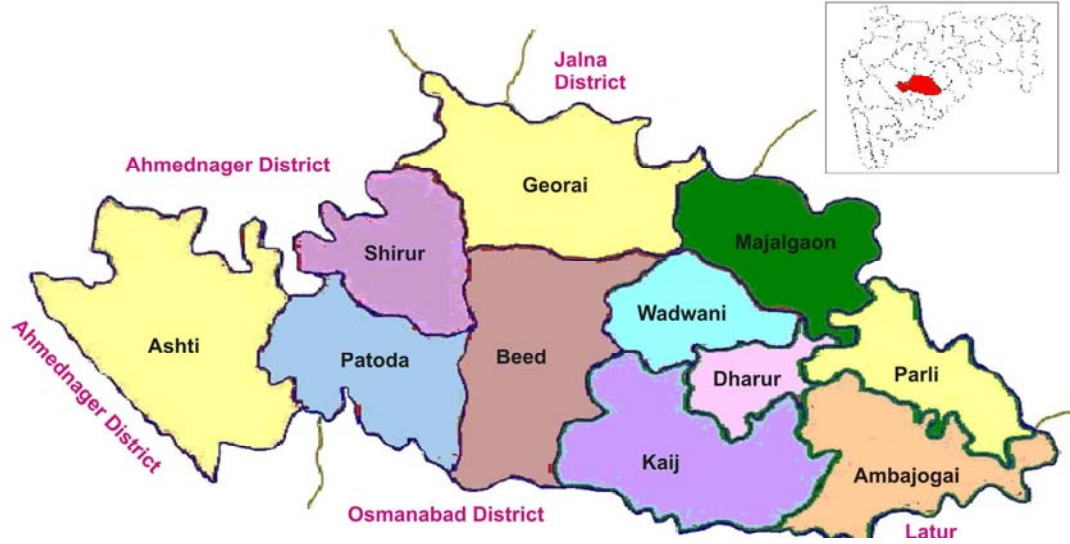 Jalna
District
Ahmednager District
Georai
Shirur
Majalgaon
Wadwani
Ashti
Patoda
Beed
Dharur
Parli
Ahmednager District
Kaij
Ambajogai
Osmanabad District
Latur